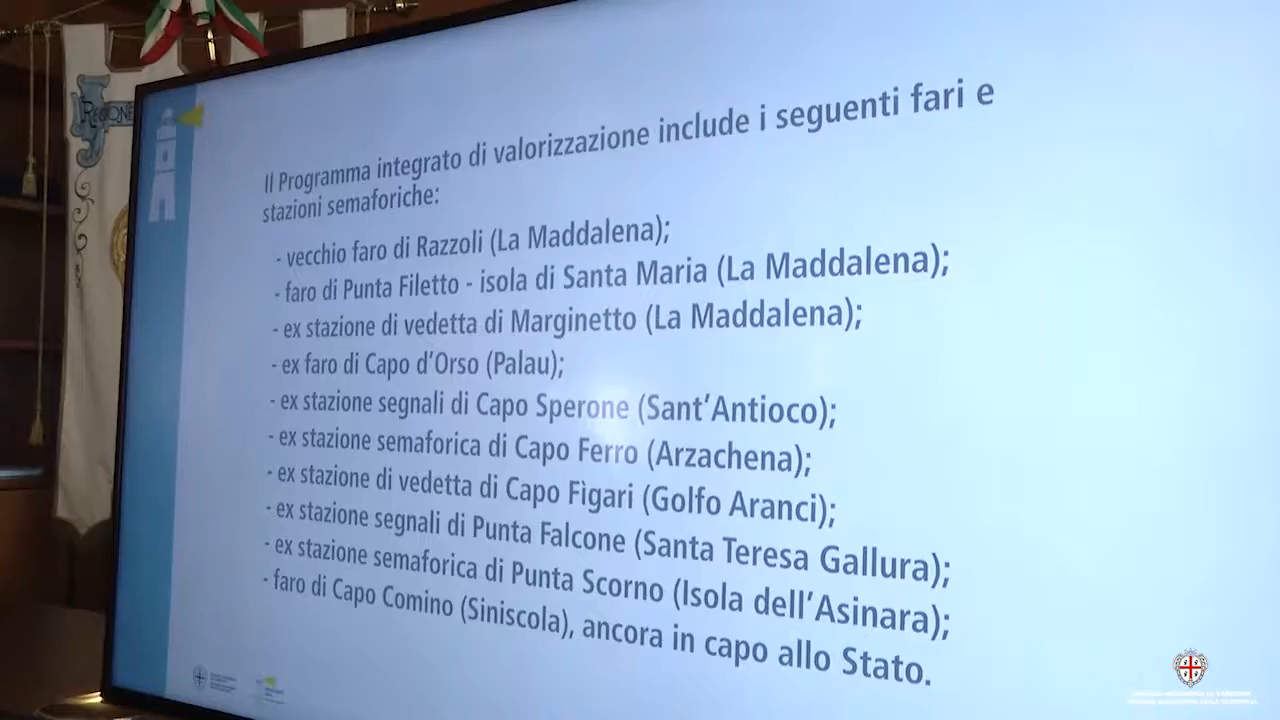 REGIONE
Il Programma integrato di valorizzazione include i seguenti fari e
stazioni semaforiche:
- vecchio faro di Razzoli (La Maddalena);
- faro di Punta Filetto - isola di Santa Maria (La Maddalena);
- ex stazione di vedetta di Marginetto (La Maddalena);
- ex faro di Capo d'Orso (Palau);
- ex stazione segnali di Capo Sperone (Sant'Antioco);
- ex stazione semaforica di Capo Ferro (Arzachena);
- ex stazione di vedetta di Capo Fìgari (Golfo Aranci);
- ex stazione segnali di Punta Falcone (Santa Teresa Gallura);
- ex stazione semaforica di Punta Scorno (Isola dell'Asinara);
- faro di Capo Comino (Siniscola), ancora in capo allo Stato.